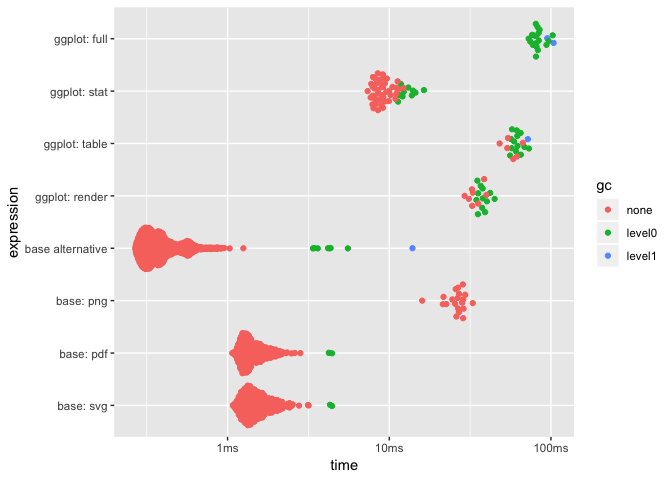 ggplot: full
ggplot: stat
ggplot: table
ggplot: render
base alternative
base: png
base: pdf
base: svg
expression
1ms
10ms
100ms
time
gc
none
level0
level1